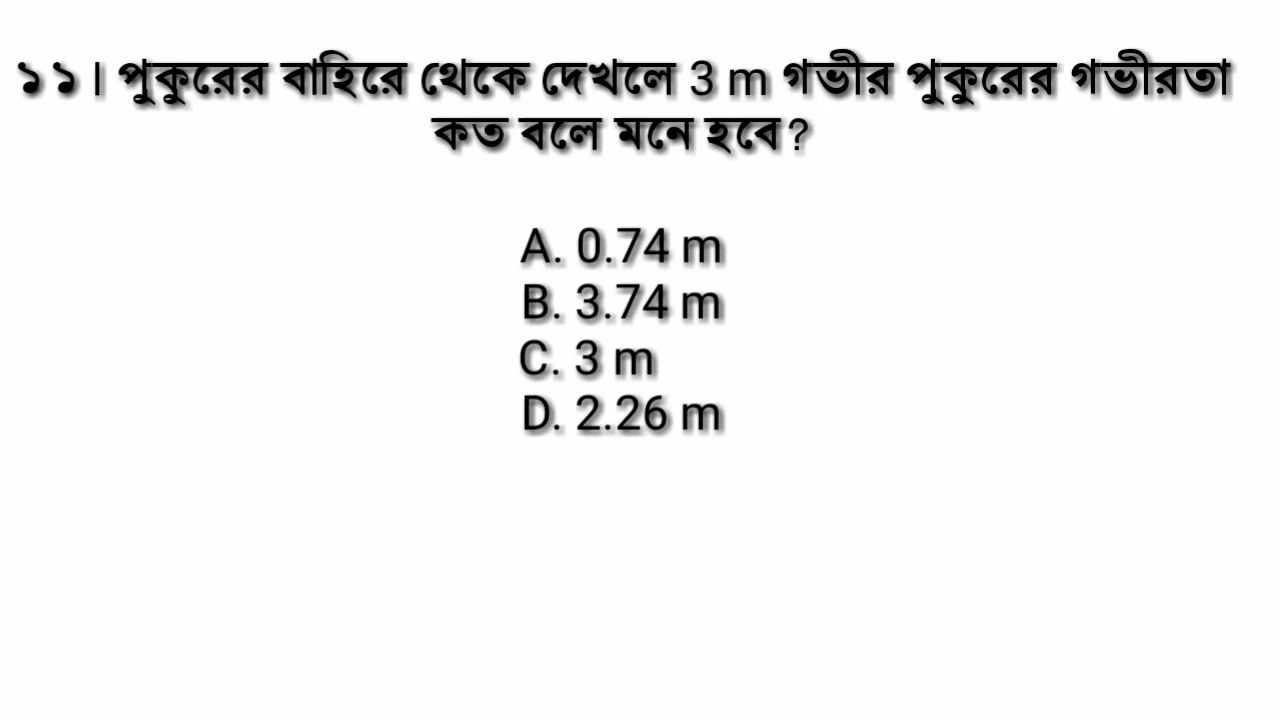 ১১। পুকুরের বাহিরে থেকে দেখলে 3 m গভীর পুকুরের গভীরতা
কত বলে মনে হবে?
A. 0.74 m
B. 3.74 m
C. 3 m
D. 2.26 m